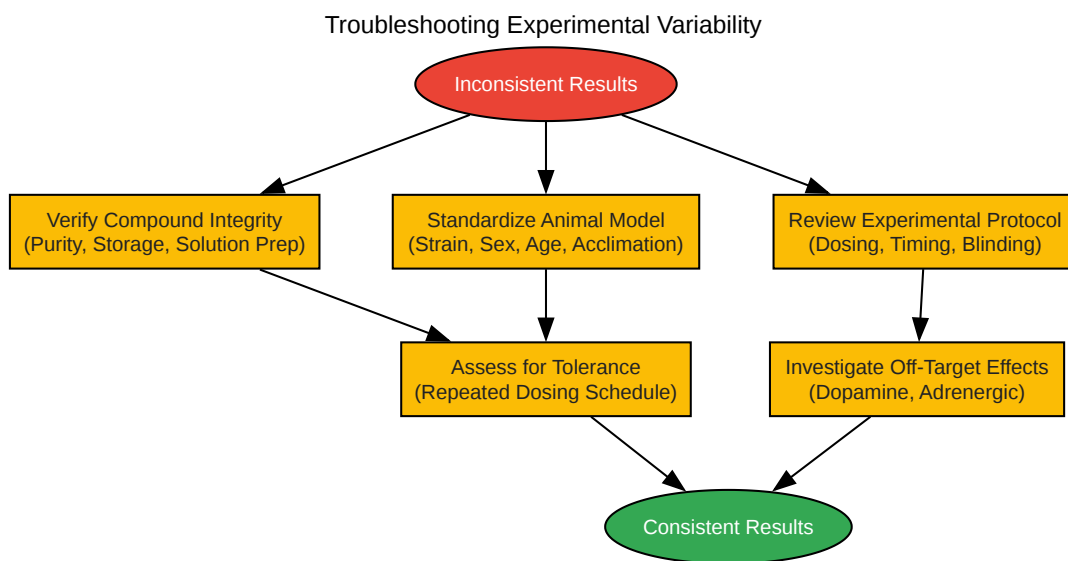 Troubleshooting Experimental Variability
Inconsistent Results
Verify Compound Integrity
(Purity, Storage, Solution Prep)
Standardize Animal Model
(Strain, Sex, Age, Acclimation)
Review Experimental Protocol
(Dosing, Timing, Blinding)
Assess for Tolerance
(Repeated Dosing Schedule)
Investigate Off-Target Effects
(Dopamine, Adrenergic)
Consistent Results